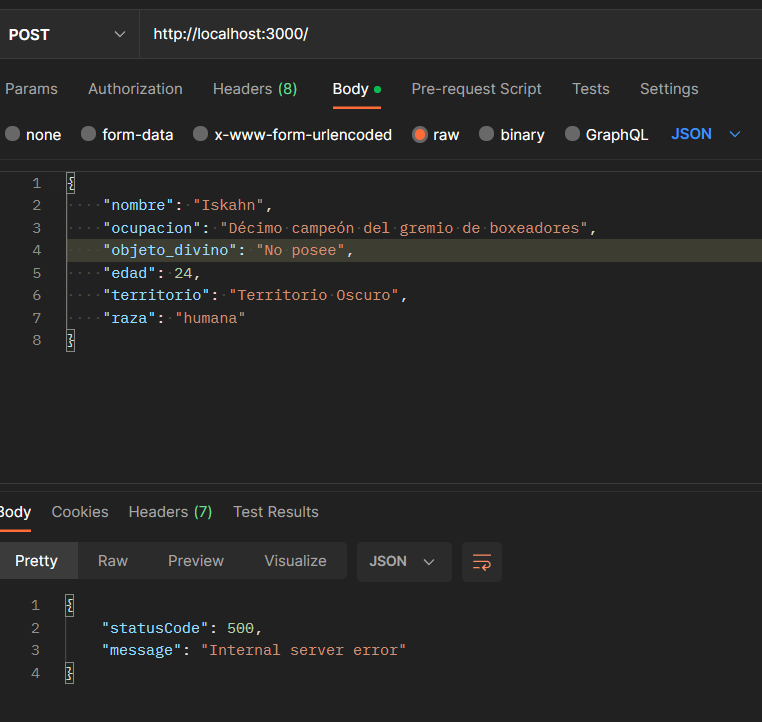 POST http://localhost:3000/
Params Authorization Headers (8) Body Pre-request Script Tests Settings
none form-data x-www-form-urlencoded raw binary GraphQL JSON
1 {
2 "nombre": "Iskahn",
3 "ocupacion": "Décimo campeón del gremio de boxeadores",
4 "objeto_divino": "No posee",
5 "edad": 24,
6 "territorio": "Territorio Oscuro",
7 "raza": "humana"
8 }
Body Cookies Headers (7) Test Results
Pretty Raw Preview Visualize JSON
1 {
2 "statusCode": 500,
3 "message": "Internal server error"
4 }